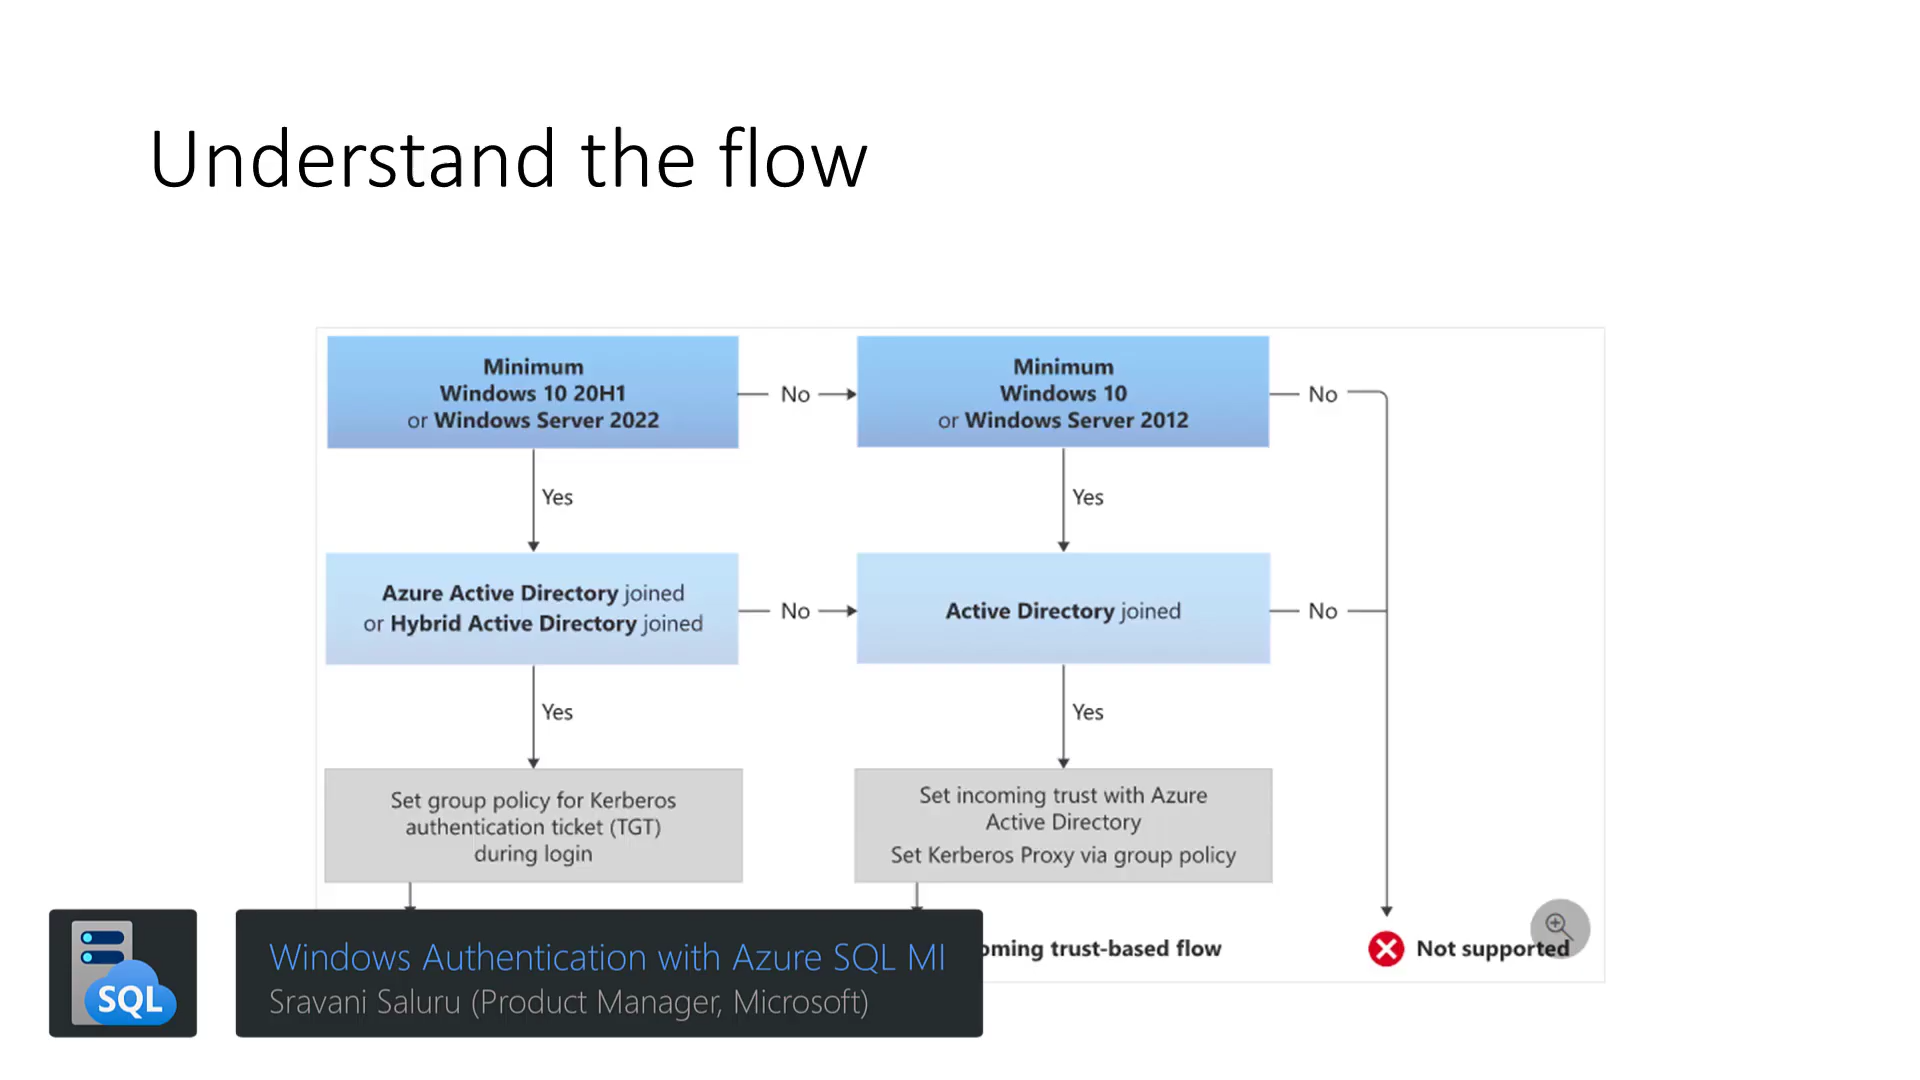 Understand the flow
Minimum
Windows 10 20H1
or Windows Server 2022
No
Minimum
Windows 10
or Windows Server 2012
No
Yes
Yes
Azure Active Directory joined
or Hybrid Active Directory joined
No
Active Directory joined
No
Yes
Yes
Set group policy for Kerberos
authentication ticket (TGT)
during login
Set incoming trust with Azure
Active Directory
Set Kerberos Proxy via group policy
trust-based flow
Not supported
SQL
Windows Authentication with Azure SQL MI
Sravani Saluru (Product Manager, Microsoft)